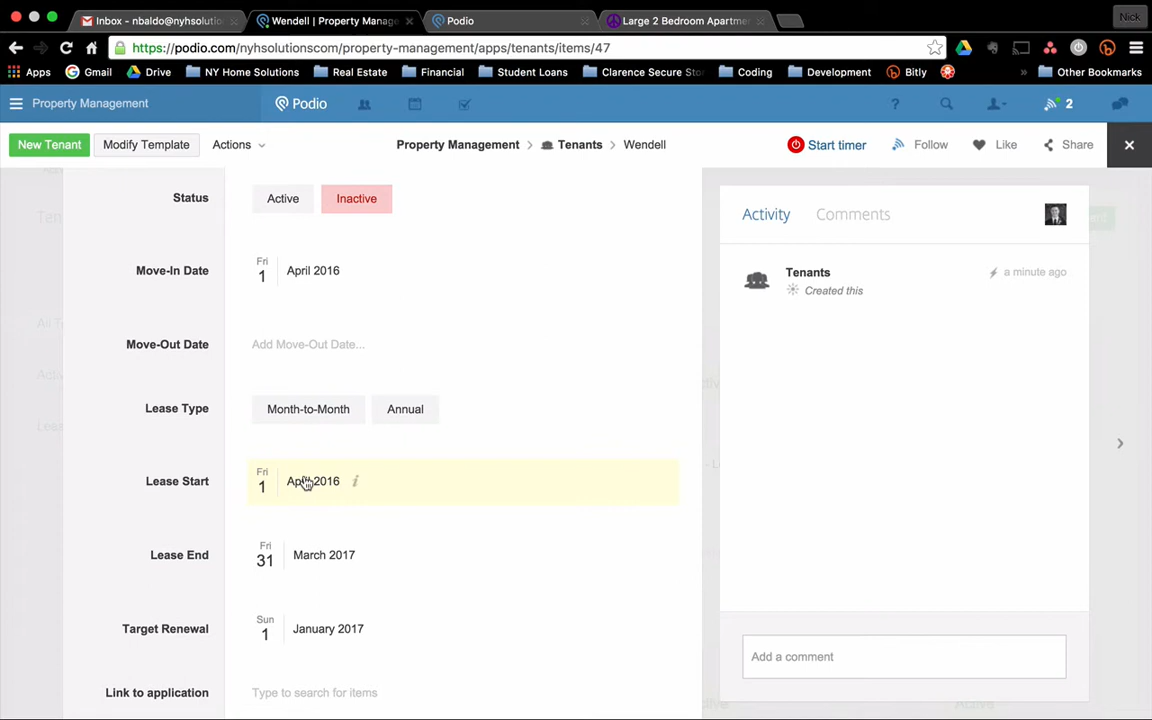 Inbox - nbaldo@nyhsolutio
Wendell | Property Manage
Podio
Large 2 Bedroom Apartme
Nick
https://podio.com/nyhsolutionscom/property-management/apps/tenants/items/47
Apps
Gmail
Drive
NY Home Solutions
Real Estate
Financial
Student Loans
Clarence Secure Stor
Coding
Development
Bitly
»
Other Bookmarks
Property Management
Podio
?
2
New Tenant
Modify Template
Actions
Property Management
Tenants
Wendell
Start timer
Follow
Like
Share
Status
Active
Inactive
Move-In Date
Fri
1
April 2016
Move-Out Date
Add Move-Out Date...
Lease Type
Month-to-Month
Annual
Lease Start
Fri
1
April 2016
i
Lease End
Fri
31
March 2017
Target Renewal
Sun
1
January 2017
Link to application
Type to search for items
Activity
Comments
Tenants
a minute ago
Created this
Add a comment